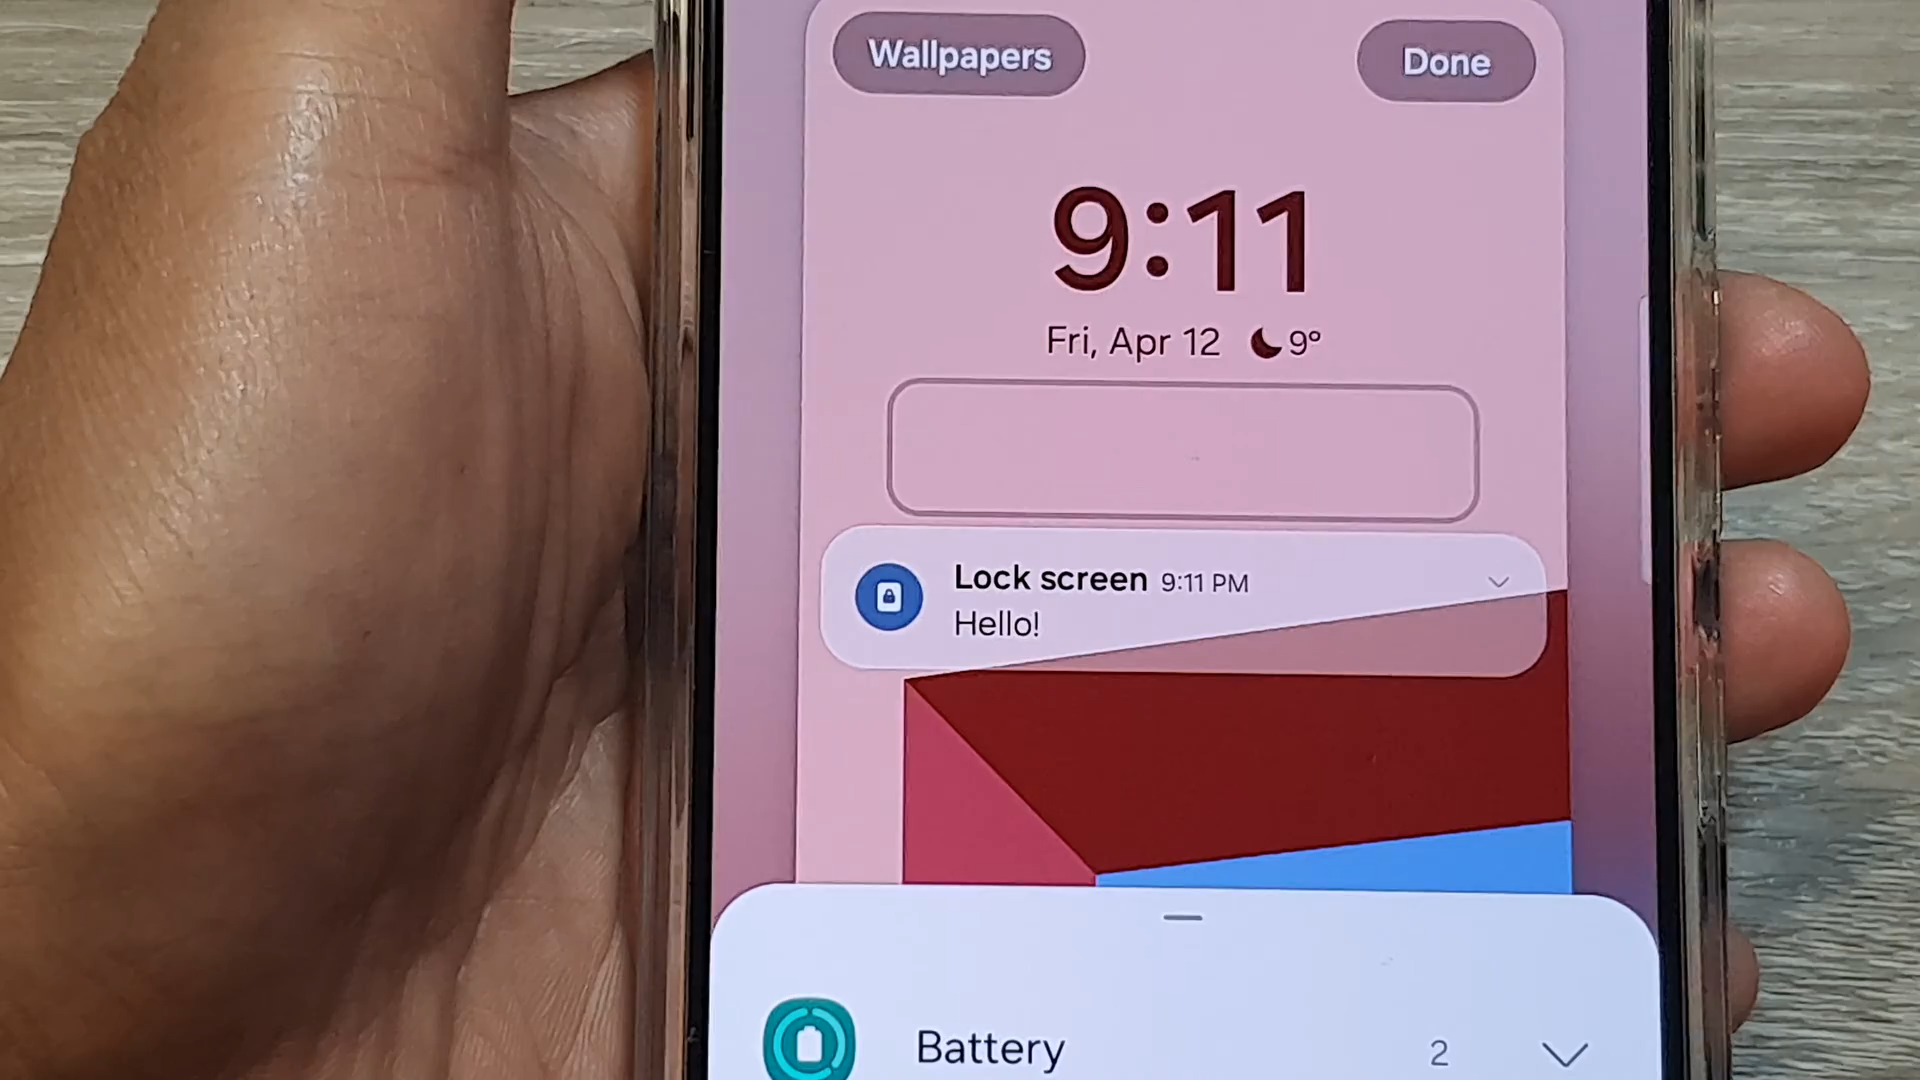 Wallpapers Done
9:11
Fri, Apr 12 9°
Lock screen 9:11 PM
Hello!
Battery 2